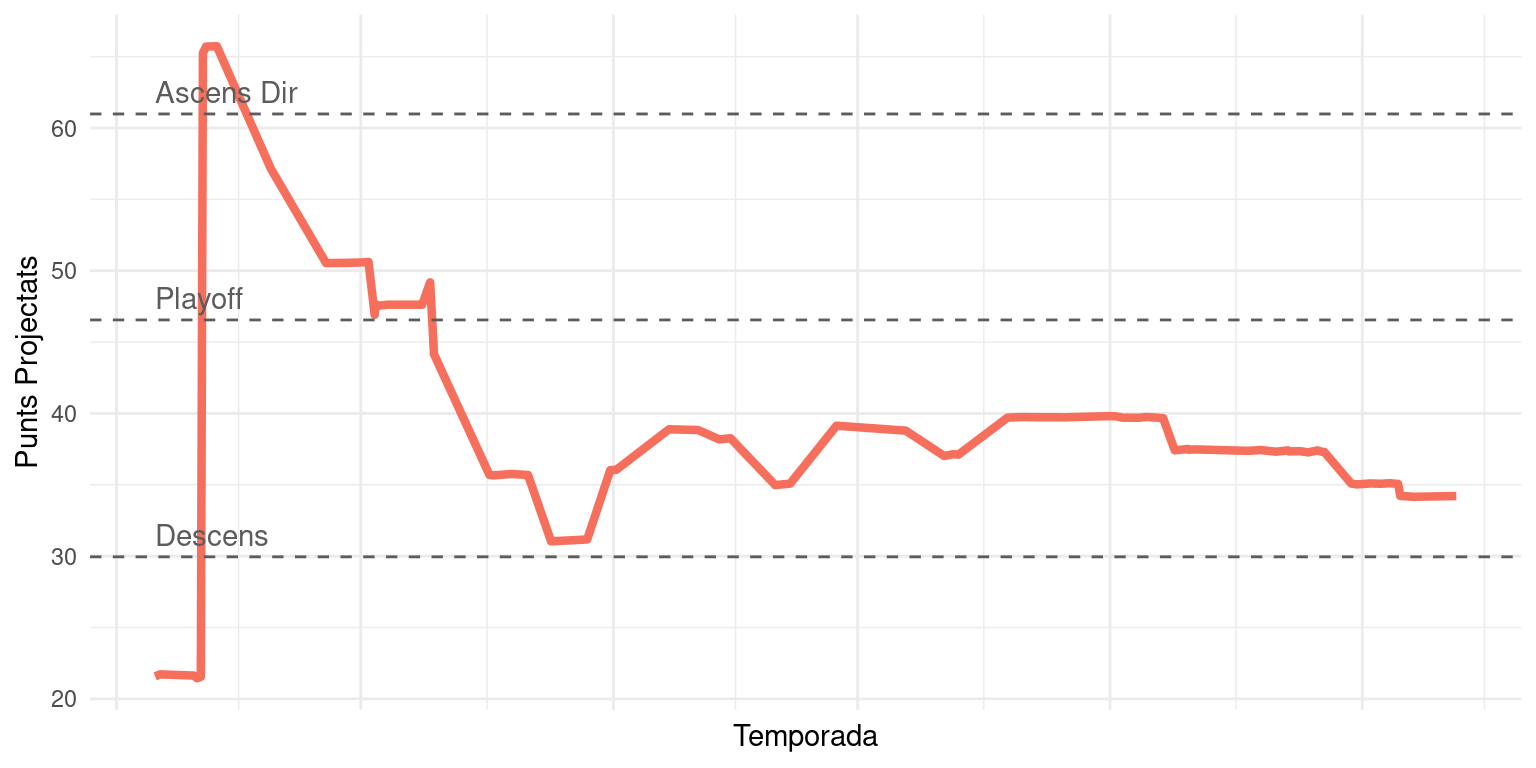 Ascens Dir
60
50
Playoff
Punts Projectats
40
Descens
30
20
Temporada